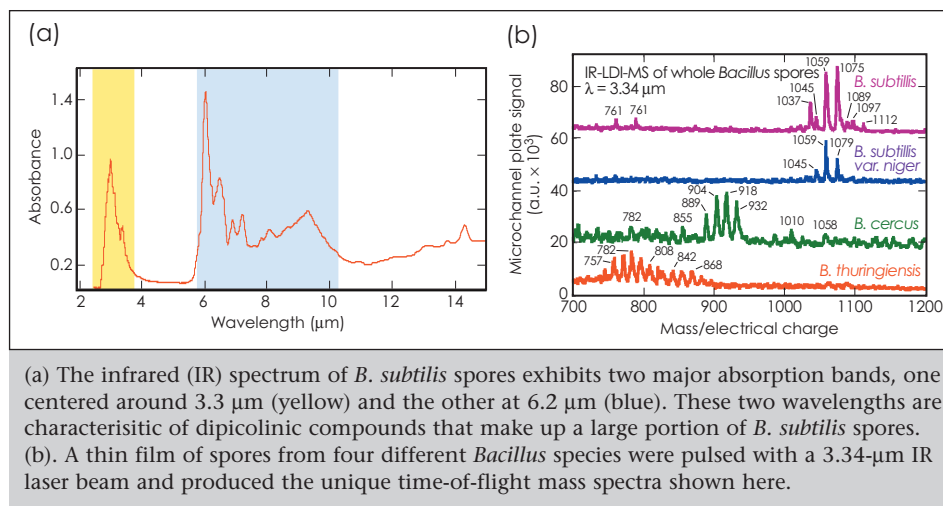 (a)
Absorbance
1.4
1.0
0.6
0.2
2 4 6 8 10 12 14
Wavelength (μm)
(b)
Microchannel plate signal
(a.u. × 10³)
80
60
40
20
0
IR-LDI-MS of whole Bacillus spores
λ = 3.34 μm
761 761
1037
1045
1059
1075
1089
1097
1112
B. subtillis
1045
1059
1079
B. subtillis
var. niger
782
855
889
904
918
932
1010
1058
B. cercus
757
782
808
842
868
B. thuringiensis
700 800 900 1000 1100 1200
Mass/electrical charge
(a) The infrared (IR) spectrum of B. subtilis spores exhibits two major absorption bands, one
centered around 3.3 μm (yellow) and the other at 6.2 μm (blue). These two wavelengths are
characterisitic of dipicolinic compounds that make up a large portion of B. subtilis spores.
(b). A thin film of spores from four different Bacillus species were pulsed with a 3.34-μm IR
laser beam and produced the unique time-of-flight mass spectra shown here.